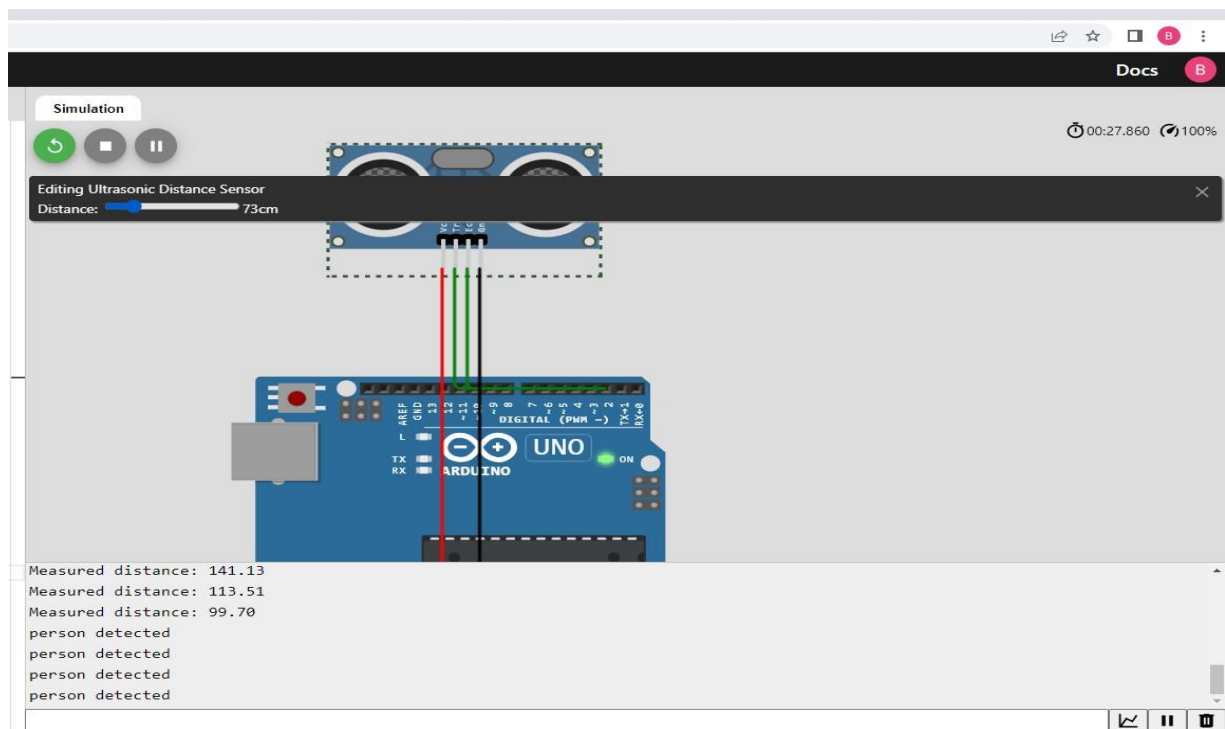 B
Docs B
Simulation
00:27.860 100%
Editing Ultrasonic Distance Sensor
Distance: 73cm
AREF
GND
13
12
~11
~10
~9
8
7
~6
~5
4
~3
2
TX→1
RX←0
DIGITAL (PWM ~)
L
TX
RX
UNO
ON
ARDUINO
Measured distance: 141.13
Measured distance: 113.51
Measured distance: 99.70
person detected
person detected
person detected
person detected